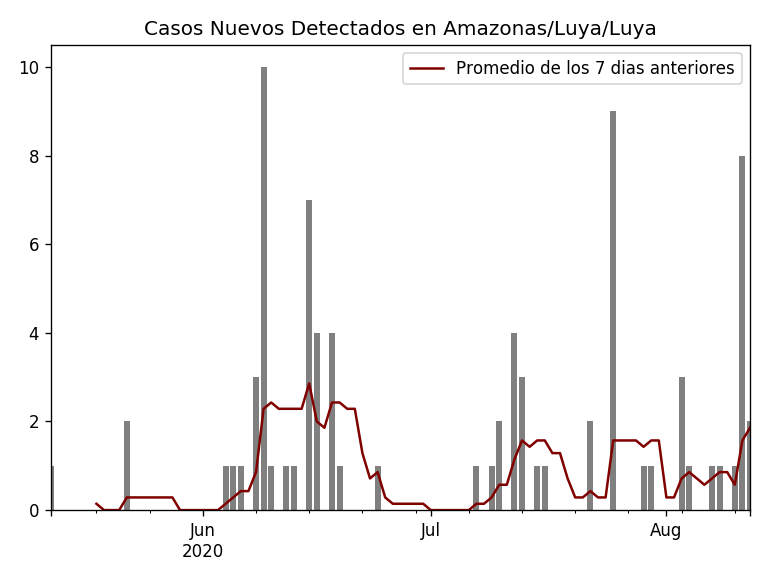 Casos Nuevos Detectados en Amazonas/Luya/Luya
Promedio de los 7 dias anteriores
10
8
6
4
2
0
Jun
2020
Jul
Aug